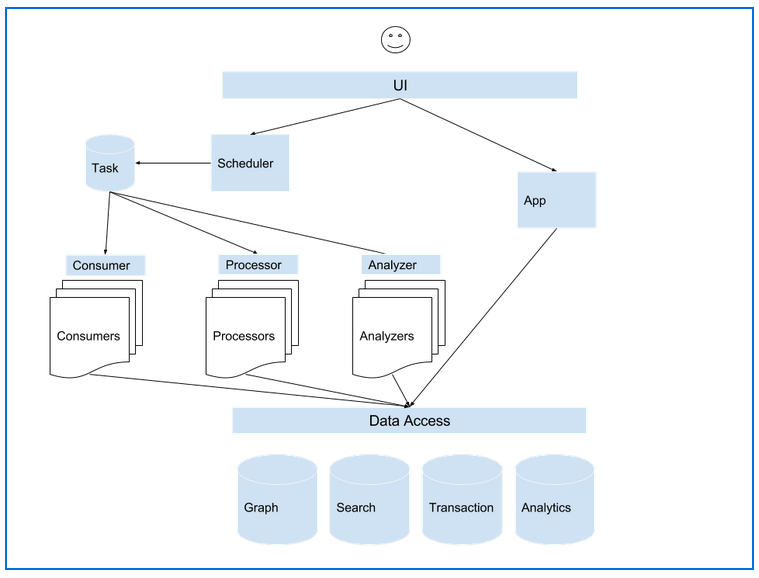 UI
Task
Scheduler
App
Consumer
Processor
Analyzer
Consumers
Processors
Analyzers
Data Access
Graph
Search
Transaction
Analytics